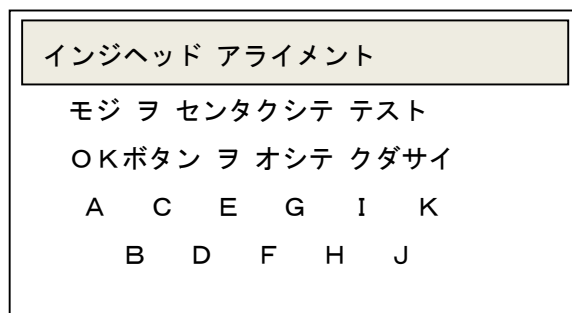 インジヘッド アライメント
モジ ヲ センタクシテ テスト
OKボタン ヲ オシテ クダサイ
A C E G I K
B D F H J